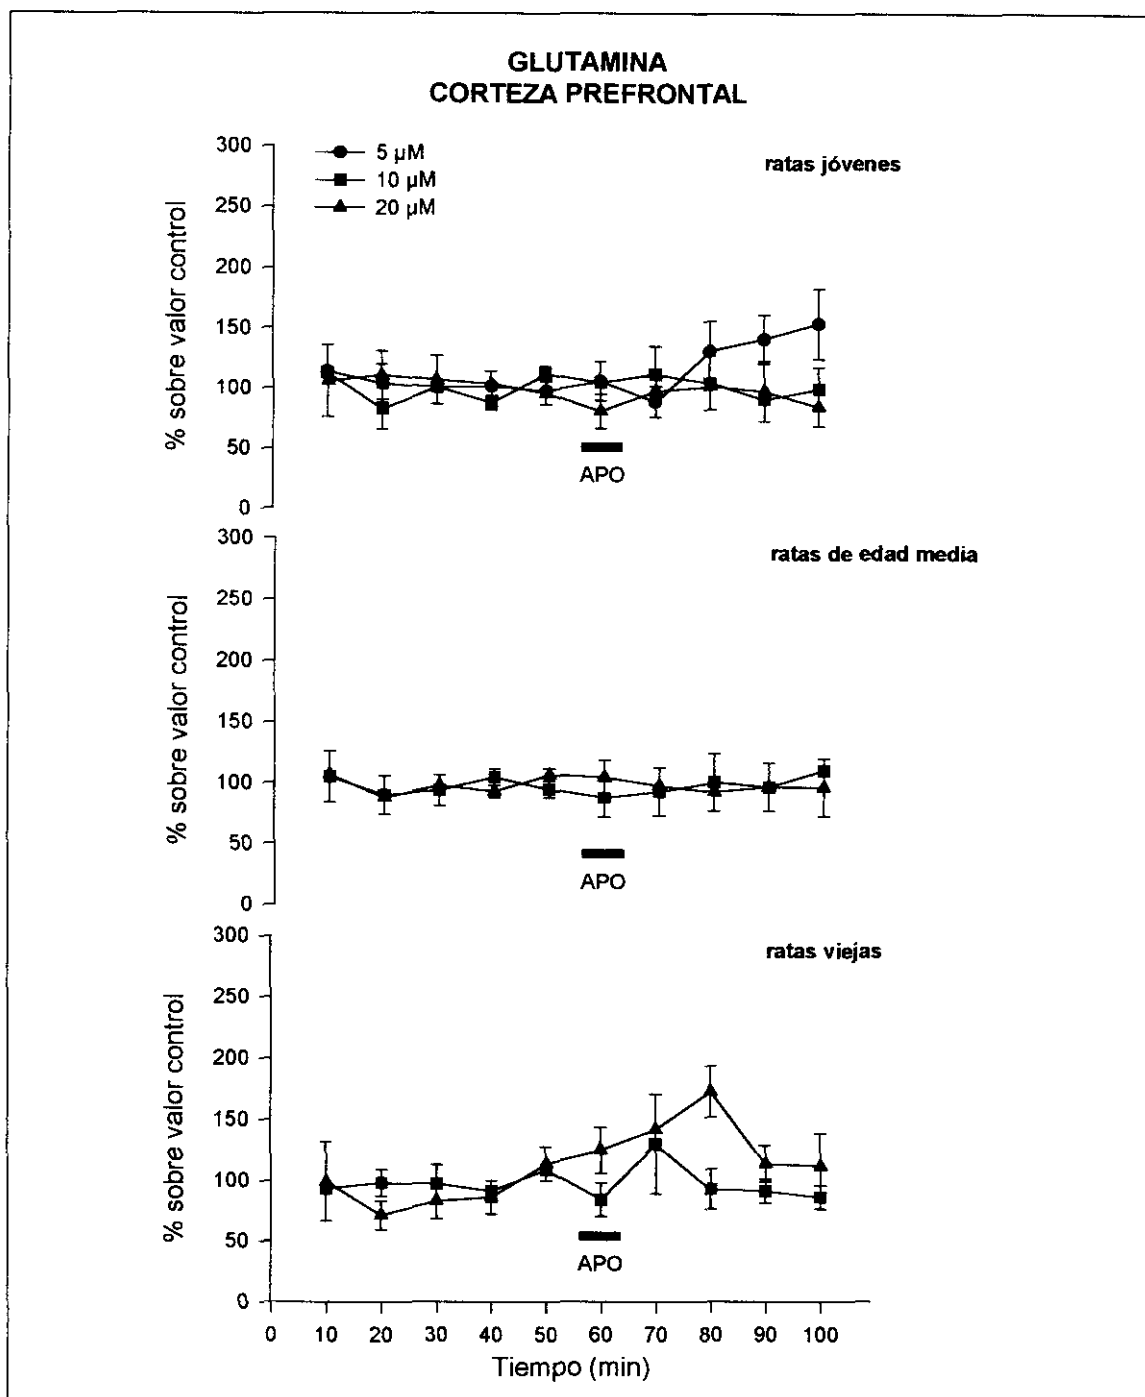 GLUTAMINA
CORTEZA PREFRONTAL
300
250
200
150
100
50
0
% sobre valor control
5 µM
10 µM
20 µM
ratas jóvenes
APO
300
250
200
150
100
50
0
% sobre valor control
ratas de edad media
APO
300
250
200
150
100
50
0
% sobre valor control
ratas viejas
APO
0 10 20 30 40 50 60 70 80 90 100
Tiempo (min)